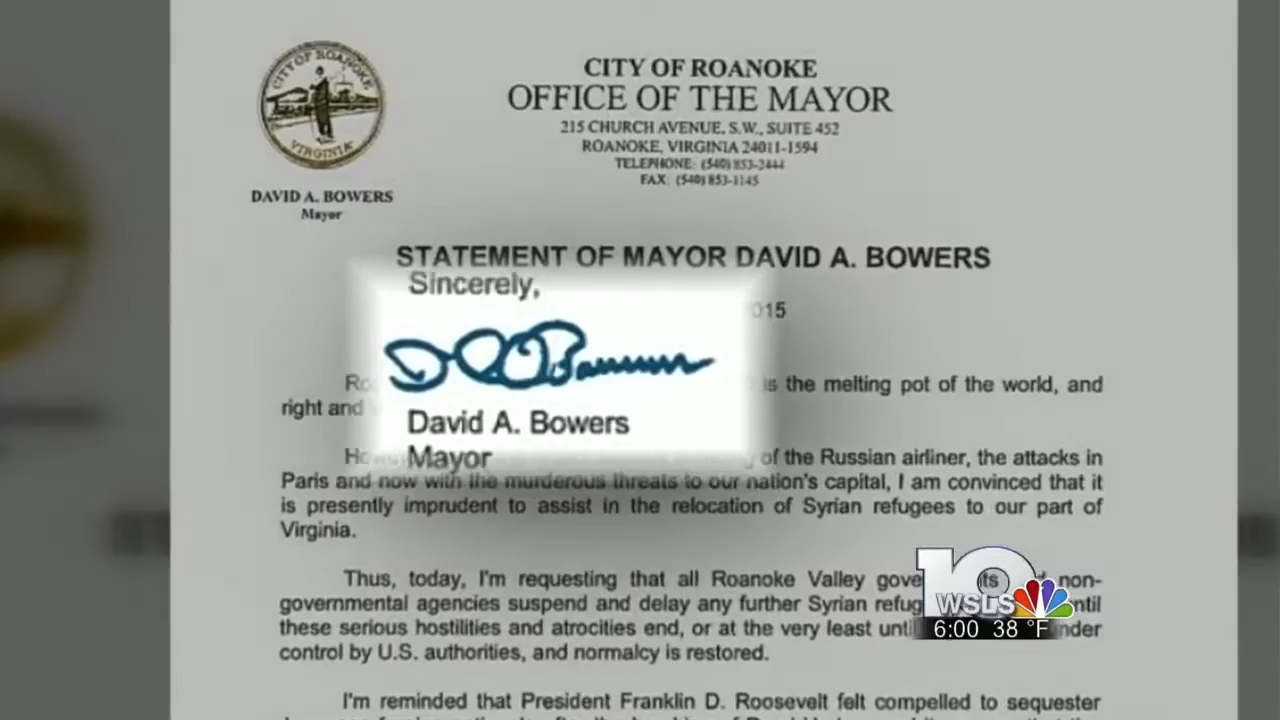 CITY OF ROANOKE
VIRGINIA
DAVID A. BOWERS
Mayor
CITY OF ROANOKE
OFFICE OF THE MAYOR
215 CHURCH AVENUE, S.W., SUITE 452
ROANOKE, VIRGINIA 24011-1594
TELEPHONE: (540) 853-2444
FAX: (540) 853-1145
STATEMENT OF MAYOR DAVID A. BOWERS
Sincerely,
015
David A. Bowers
Mayor
is the melting pot of the world, and
right and
of the Russian airliner, the attacks in
Paris and now with the murderous threats to our nation's capital, I am convinced that it
is presently imprudent to assist in the relocation of Syrian refugees to our part of
Virginia.
Thus, today, I'm requesting that all Roanoke Valley gove non-
governmental agencies suspend and delay any further Syrian refug
these serious hostilities and atrocities end, or at the very least until
control by U.S. authorities, and normalcy is restored.
I'm reminded that President Franklin D. Roosevelt felt compelled to sequester
10
WSLS
6:00 38 °F